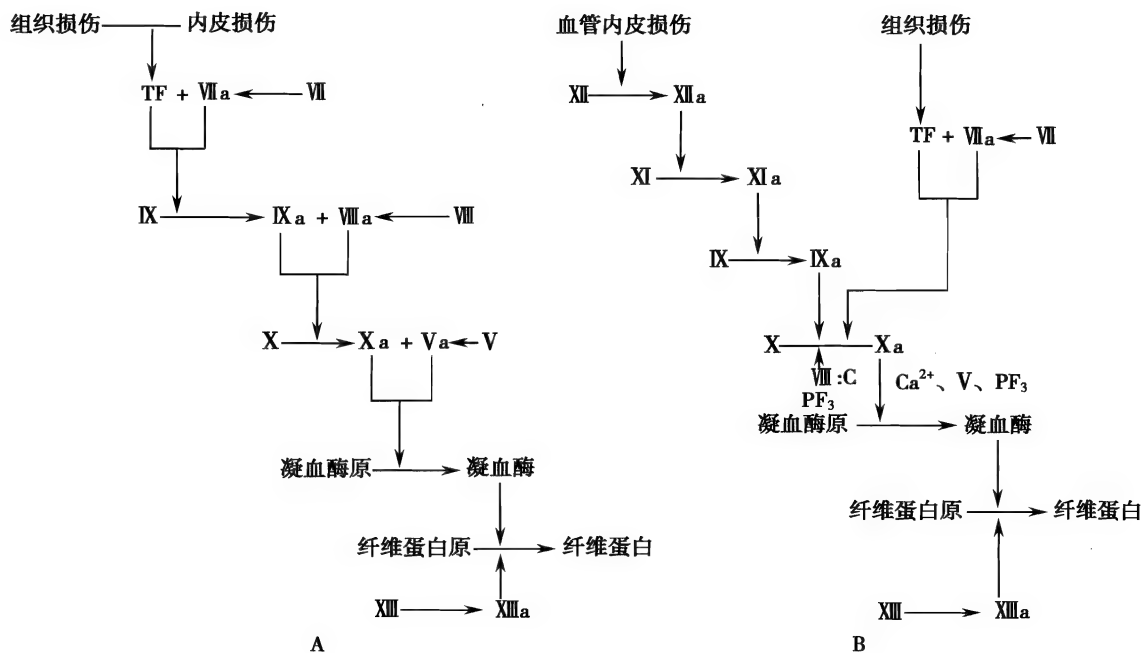 组织损伤 内皮损伤
TF + Ⅶa Ⅶ
Ⅸ Ⅸa + Ⅷa Ⅷ
Ⅹ Ⅹa + Ⅴa Ⅴ
凝血酶原 凝血酶
纤维蛋白原 纤维蛋白
ⅩⅢ ⅩⅢa
A
血管内皮损伤 组织损伤
Ⅻ Ⅻa
TF + Ⅶa Ⅶ
Ⅺ Ⅺa
Ⅸ Ⅸa
Ⅹ Ⅹa
Ⅷ:C
PF₃
Ca²⁺、Ⅴ、PF₃
凝血酶原 凝血酶
纤维蛋白原 纤维蛋白
ⅩⅢ ⅩⅢa
B